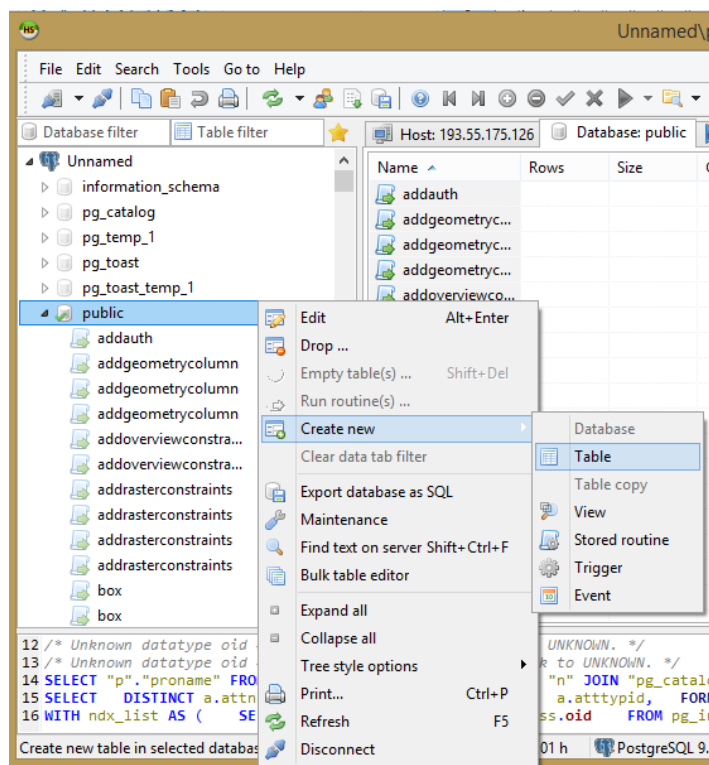 HS
Unnamed\p
File Edit Search Tools Go to Help
Database filter Table filter
Host: 193.55.175.126 Database: public
Unnamed
information_schema
pg_catalog
pg_temp_1
pg_toast
pg_toast_temp_1
public
addauth
addgeometrycolumn
addgeometrycolumn
addgeometrycolumn
addoverviewconstra...
addoverviewconstra...
addrasterconstraints
addrasterconstraints
addrasterconstraints
addrasterconstraints
box
box
Name Rows Size
addauth
addgeometryc...
addgeometryc...
addgeometryc...
addoverviewco...
Edit Alt+Enter
Drop ...
Empty table(s) ... Shift+Del
Run routine(s) ...
Create new
Clear data tab filter
Export database as SQL
Maintenance
Find text on server Shift+Ctrl+F
Bulk table editor
Expand all
Collapse all
Tree style options
Print... Ctrl+P
Refresh F5
Disconnect
Database
Table
Table copy
View
Stored routine
Trigger
Event
12 /* Unknown datatype oid UNKNOWN. */
13 /* Unknown datatype oid k to UNKNOWN. */
14 SELECT "p"."proname" FRO "n" JOIN "pg_catal
15 SELECT DISTINCT a.attn a.atttypid, FOR
16 WITH ndx_list AS ( SE ss.oid FROM pg_in
Create new table in selected databas 01 h PostgreSQL 9.